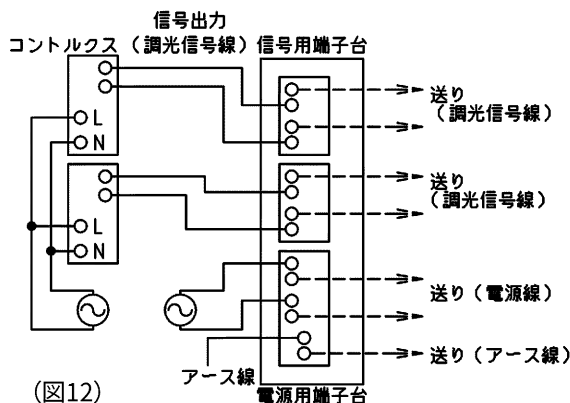 信号出力
コントルクス（調光信号線）信号用端子台
送り
（調光信号線）
L
N
送り
（調光信号線）
L
N
送り（電源線）
アース線
送り（アース線）
（図12）
電源用端子台